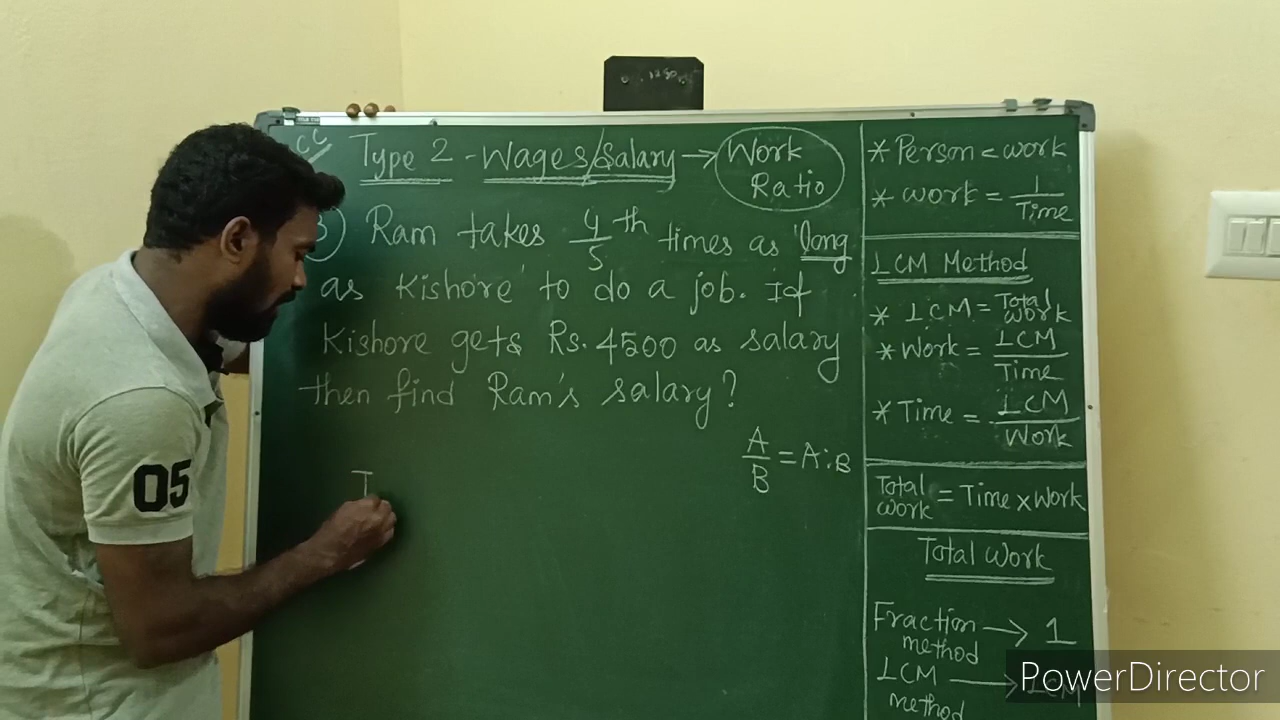 CC
Type 2 - Wages/Salary → Work Ratio
3) Ram takes 4/5 th times as 'long
as Kishore' to do a job. If
Kishore gets Rs. 4500 as salary
then find Ram's salary?
A/B = A:B
T
* Person < work
* work = 1/Time
LCM Method
* LCM = Total work
* Work = LCM/Time
* Time = LCM/Work
Total work = Time x Work
Total Work
Fraction method → 1
LCM method → LCM
05
PowerDirector